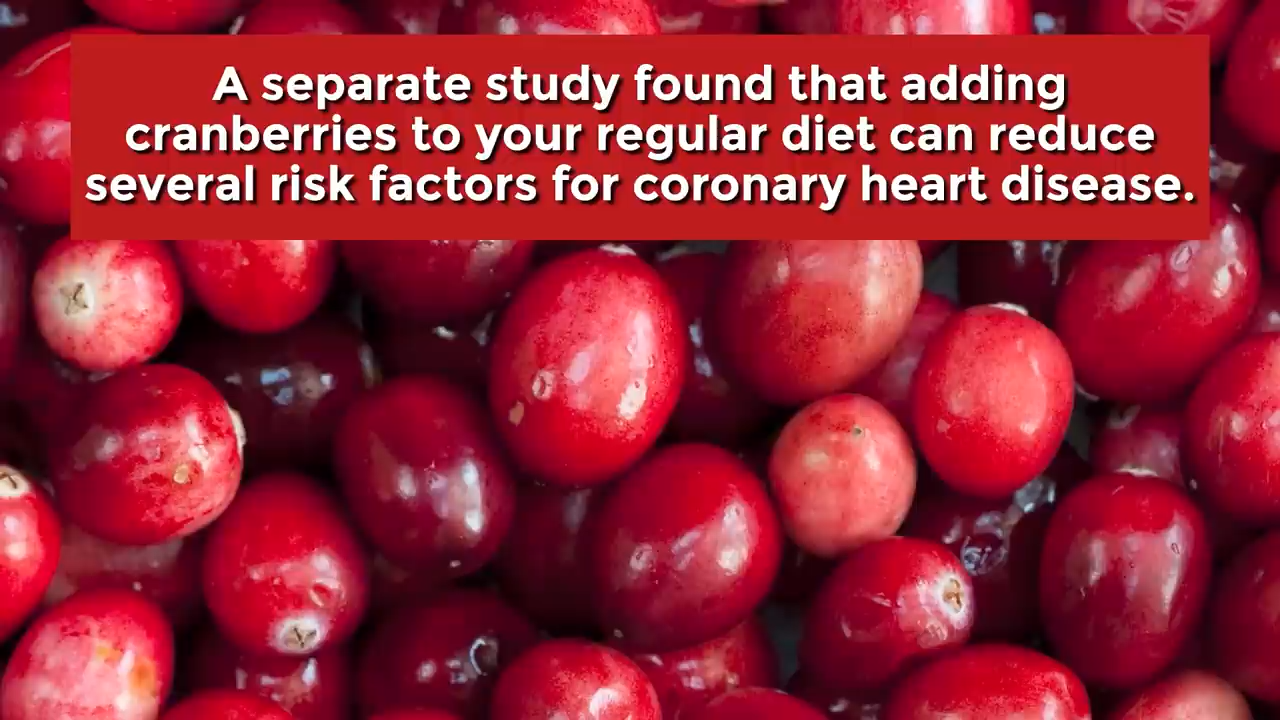 A separate study found that adding
cranberries to your regular diet can reduce
several risk factors for coronary heart disease.